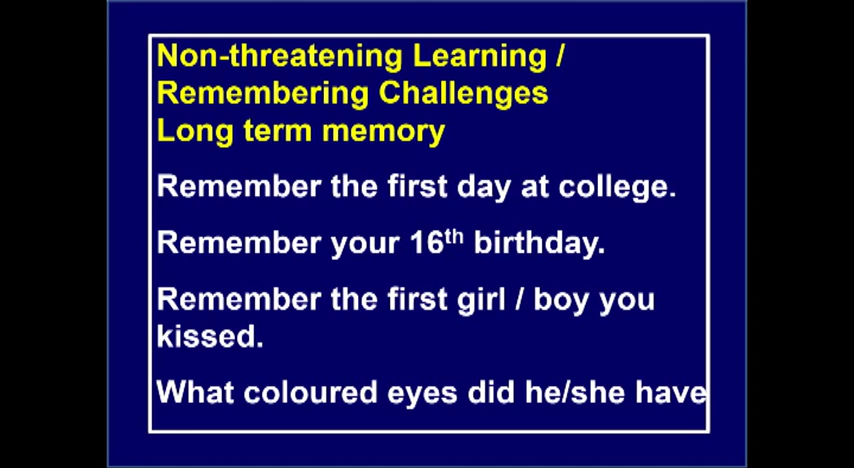 Non-threatening Learning /
Remembering Challenges
Long term memory
Remember the first day at college.
Remember your 16th birthday.
Remember the first girl / boy you
kissed.
What coloured eyes did he/she have